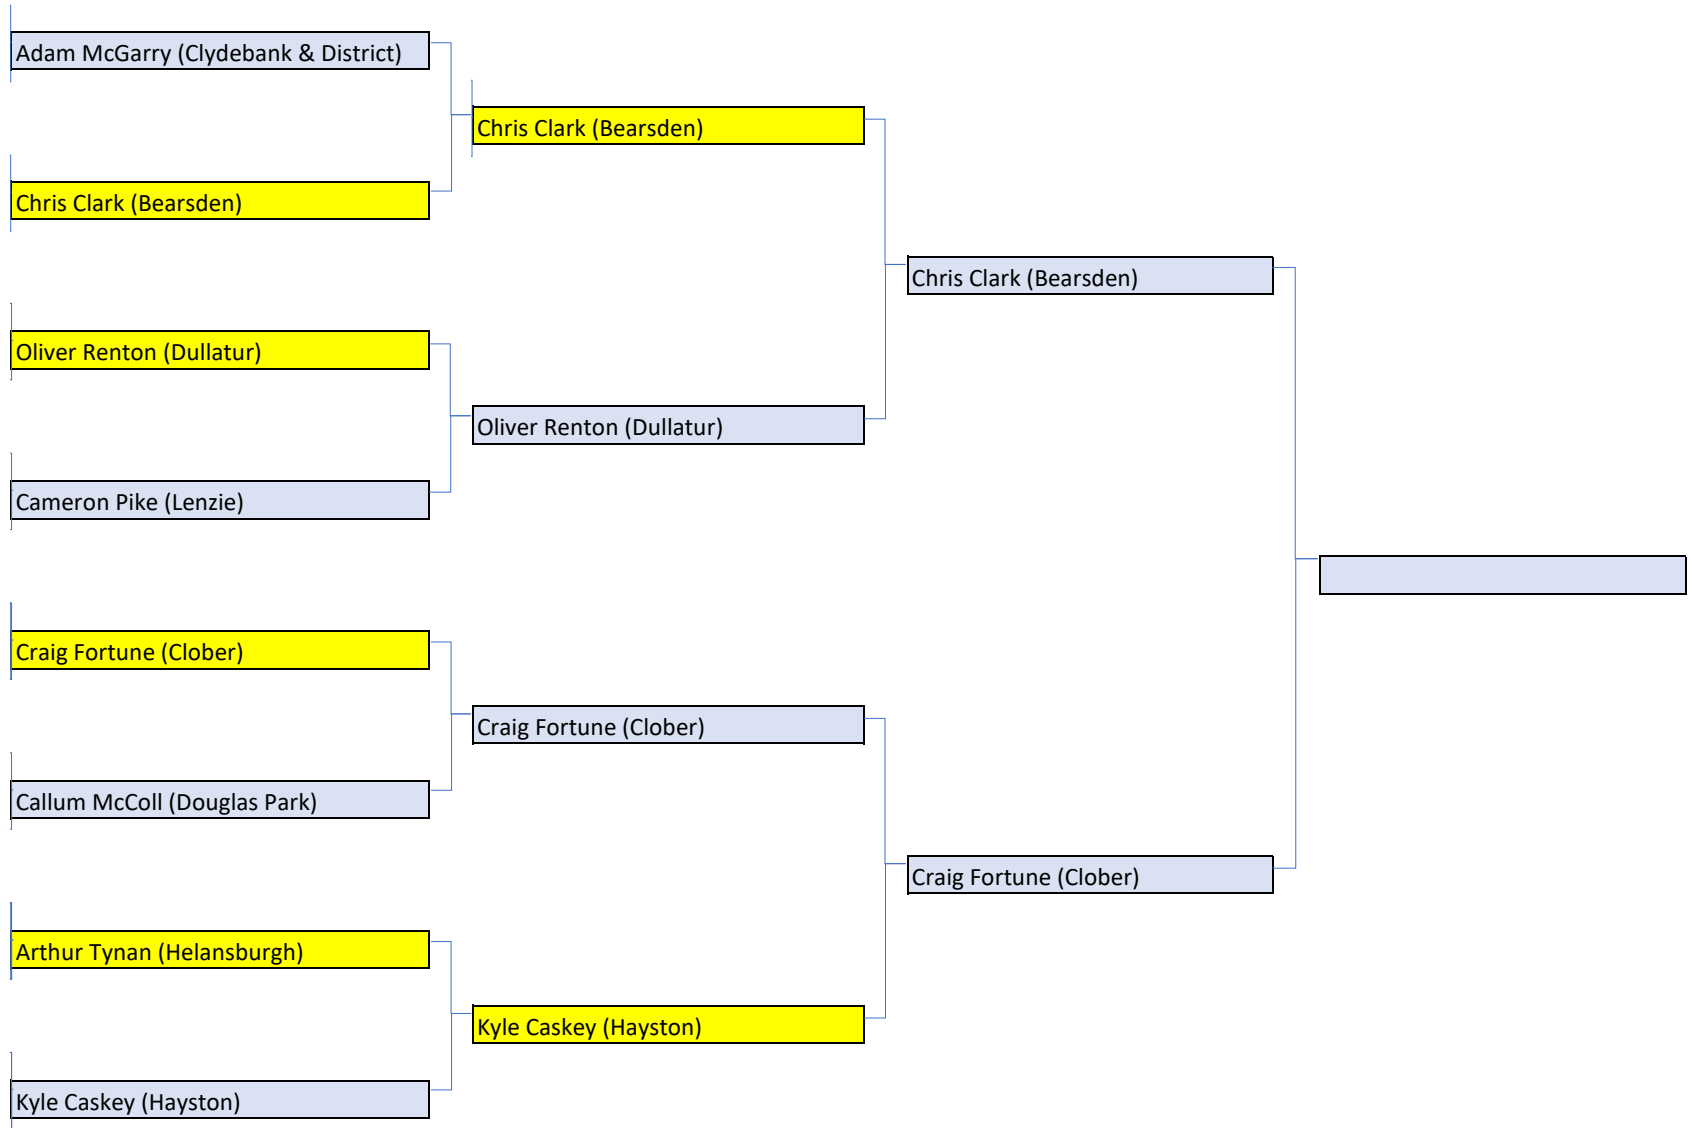 Adam McGarry (Clydebank & District)
Chris Clark (Bearsden)
Chris Clark (Bearsden)
Chris Clark (Bearsden)
Oliver Renton (Dullatur)
Oliver Renton (Dullatur)
Cameron Pike (Lenzie)
Craig Fortune (Clober)
Craig Fortune (Clober)
Callum McColl (Douglas Park)
Craig Fortune (Clober)
Arthur Tynan (Helansburgh)
Kyle Caskey (Hayston)
Kyle Caskey (Hayston)